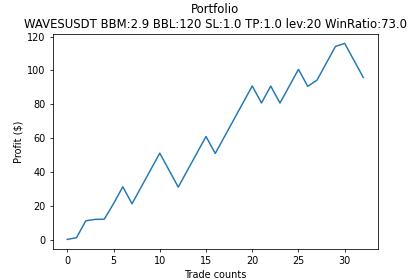 Portfolio
WAVESUSDT BBM:2.9 BBL:120 SL:1.0 TP:1.0 lev:20 WinRatio:73.0
120
100
80
60
40
20
0
Profit ($)
0 5 10 15 20 25 30
Trade counts